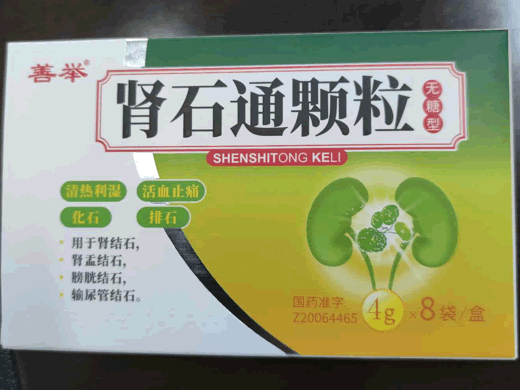 善举®
肾石通颗粒
无糖型
SHENSHITONG KELI
清热利湿 活血止痛
化石 排石
用于肾结石，
肾盂结石，
膀胱结石，
输尿管结石。
国药准字
Z20064465
4g×8袋/盒